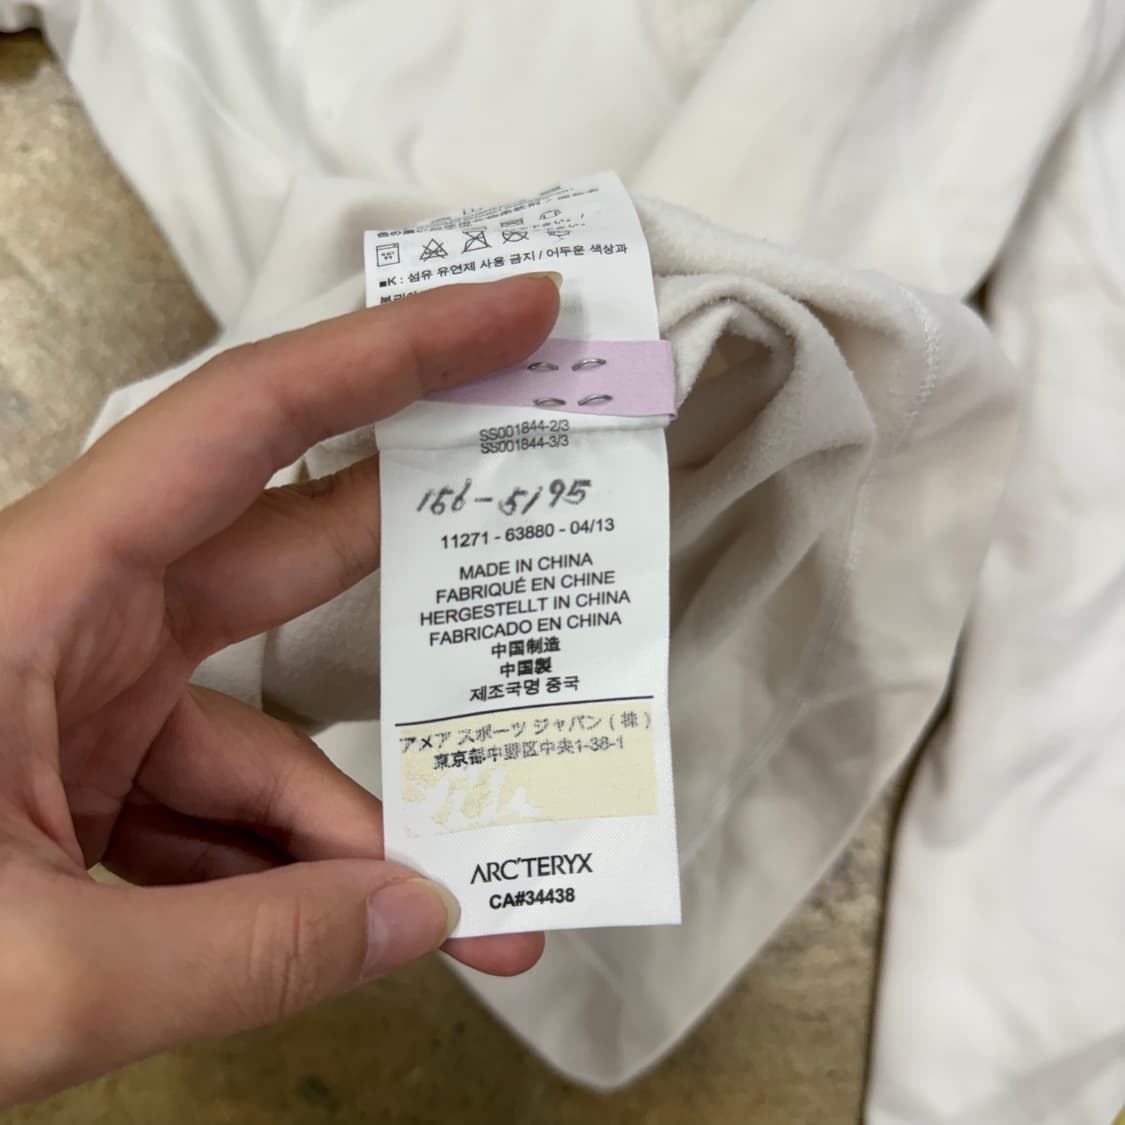 ■K : 섬유 유연제 사용 금지 / 어두운 색상과
SS001844-2/3
SS001844-3/3
166-5195
11271 - 63880 - 04/13
MADE IN CHINA
FABRIQUÉ EN CHINE
HERGESTELLT IN CHINA
FABRICADO EN CHINA
中国制造
中国製
제조국명 중국
アメア スポーツ ジャパン ( 株 )
東京都中野区中央1-38-1
ARC'TERYX
CA#34438